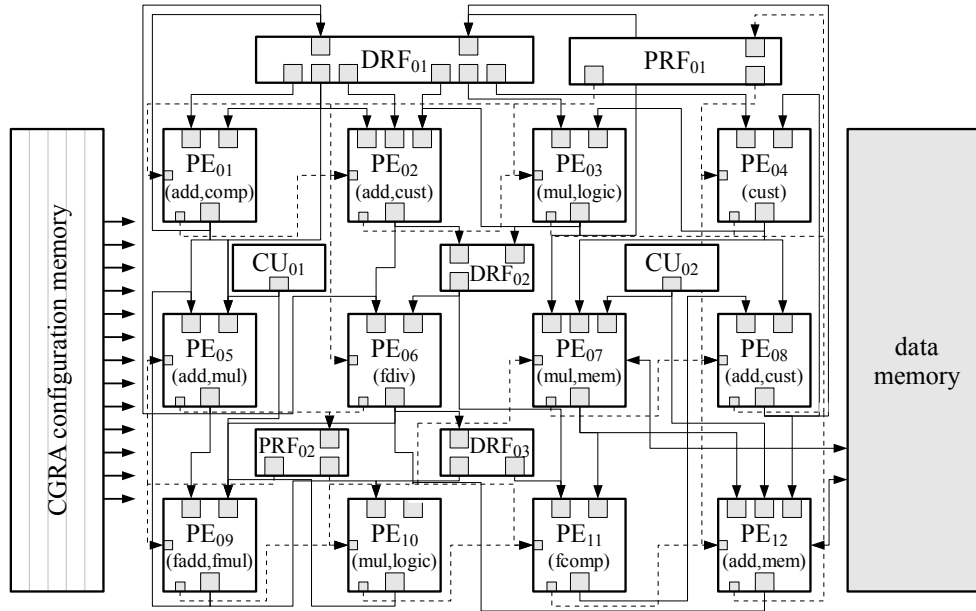 DRF01
PRF01
PE01
(add,comp)
PE02
(add,cust)
PE03
(mul,logic)
PE04
(cust)
CGRA configuration memory
CU01
DRF02
CU02
PE05
(add,mul)
PE06
(fdiv)
PE07
(mul,mem)
PE08
(add,cust)
data
memory
PRF02
DRF03
PE09
(fadd,fmul)
PE10
(mul,logic)
PE11
(fcomp)
PE12
(add,mem)